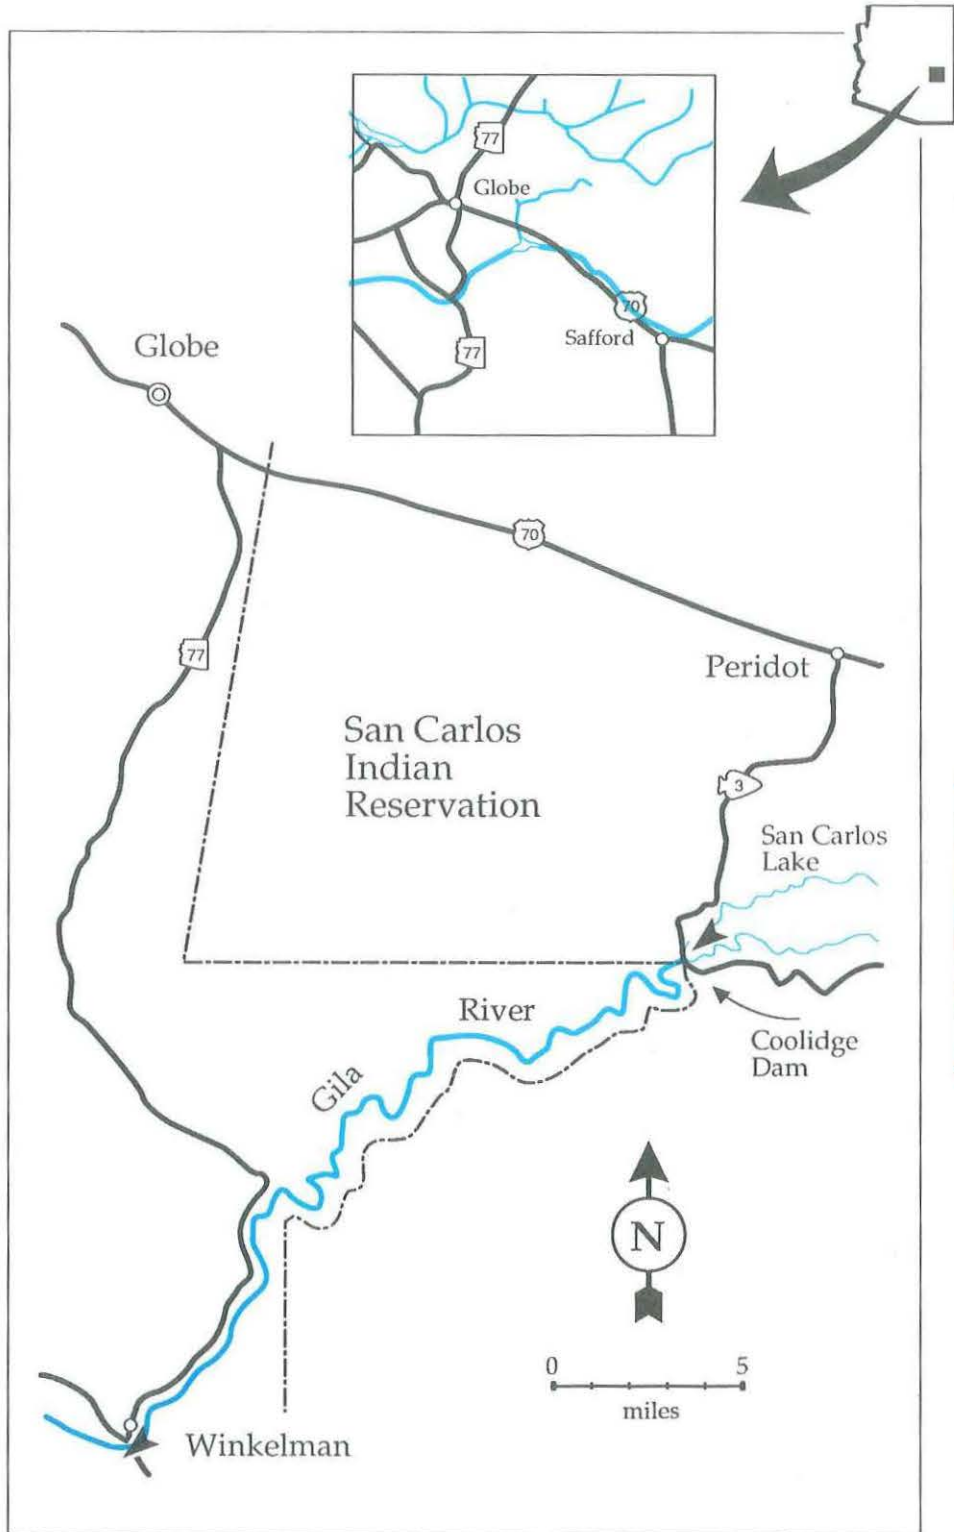 77
Globe
70
Safford
77
Globe
70
77
Peridot
San Carlos
Indian
Reservation
3
San Carlos
Lake
River
Gila
Coolidge
Dam
N
0 5
miles
Winkelman